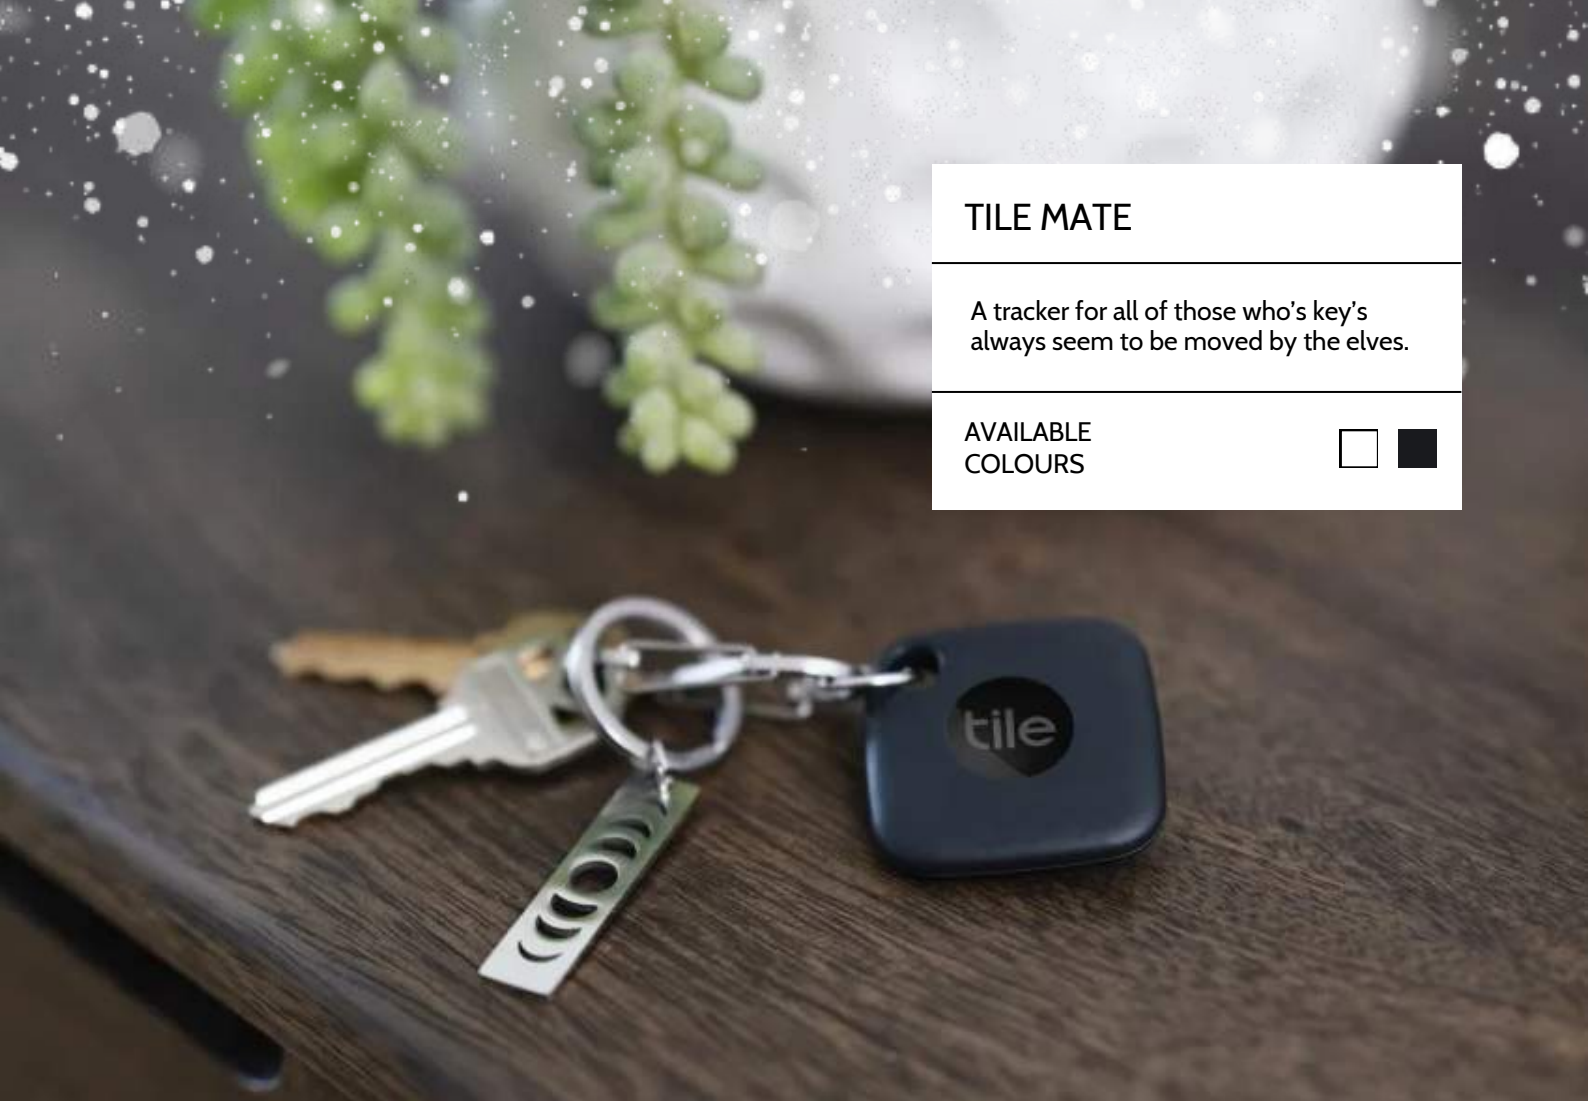 TILE MATE
A tracker for all of those who’s key’s
always seem to be moved by the elves.
AVAILABLE
COLOURS
tile